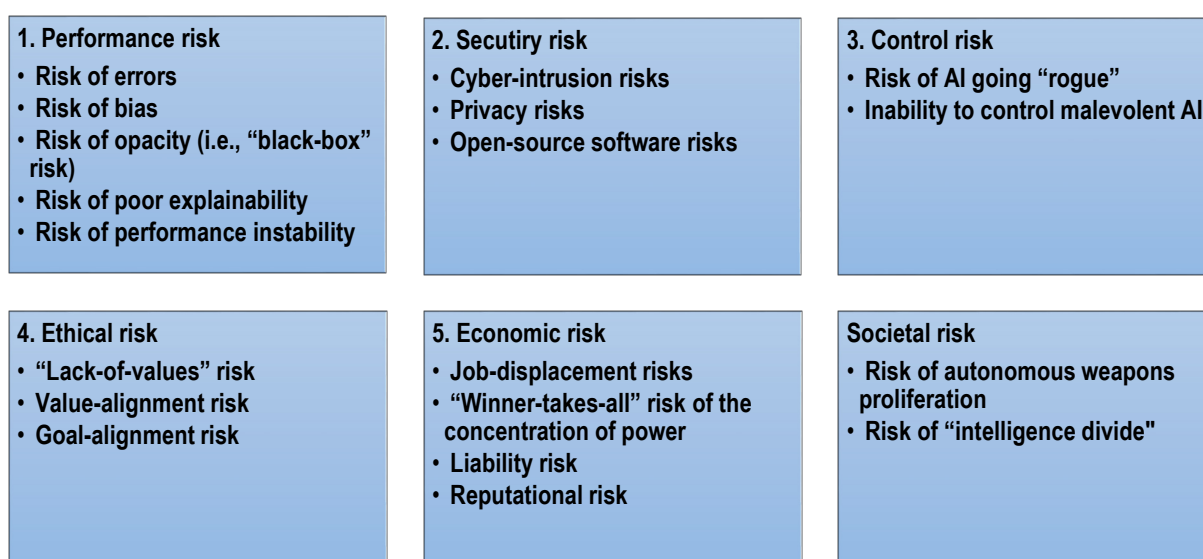 1. Performance risk
• Risk of errors
• Risk of bias
• Risk of opacity (i.e., “black-box”
risk)
• Risk of poor explainability
• Risk of performance instability
2. Secutiry risk
• Cyber-intrusion risks
• Privacy risks
• Open-source software risks
3. Control risk
• Risk of AI going “rogue”
• Inability to control malevolent AI
4. Ethical risk
• “Lack-of-values” risk
• Value-alignment risk
• Goal-alignment risk
5. Economic risk
• Job-displacement risks
• “Winner-takes-all” risk of the
concentration of power
• Liability risk
• Reputational risk
Societal risk
• Risk of autonomous weapons
proliferation
• Risk of “intelligence divide"